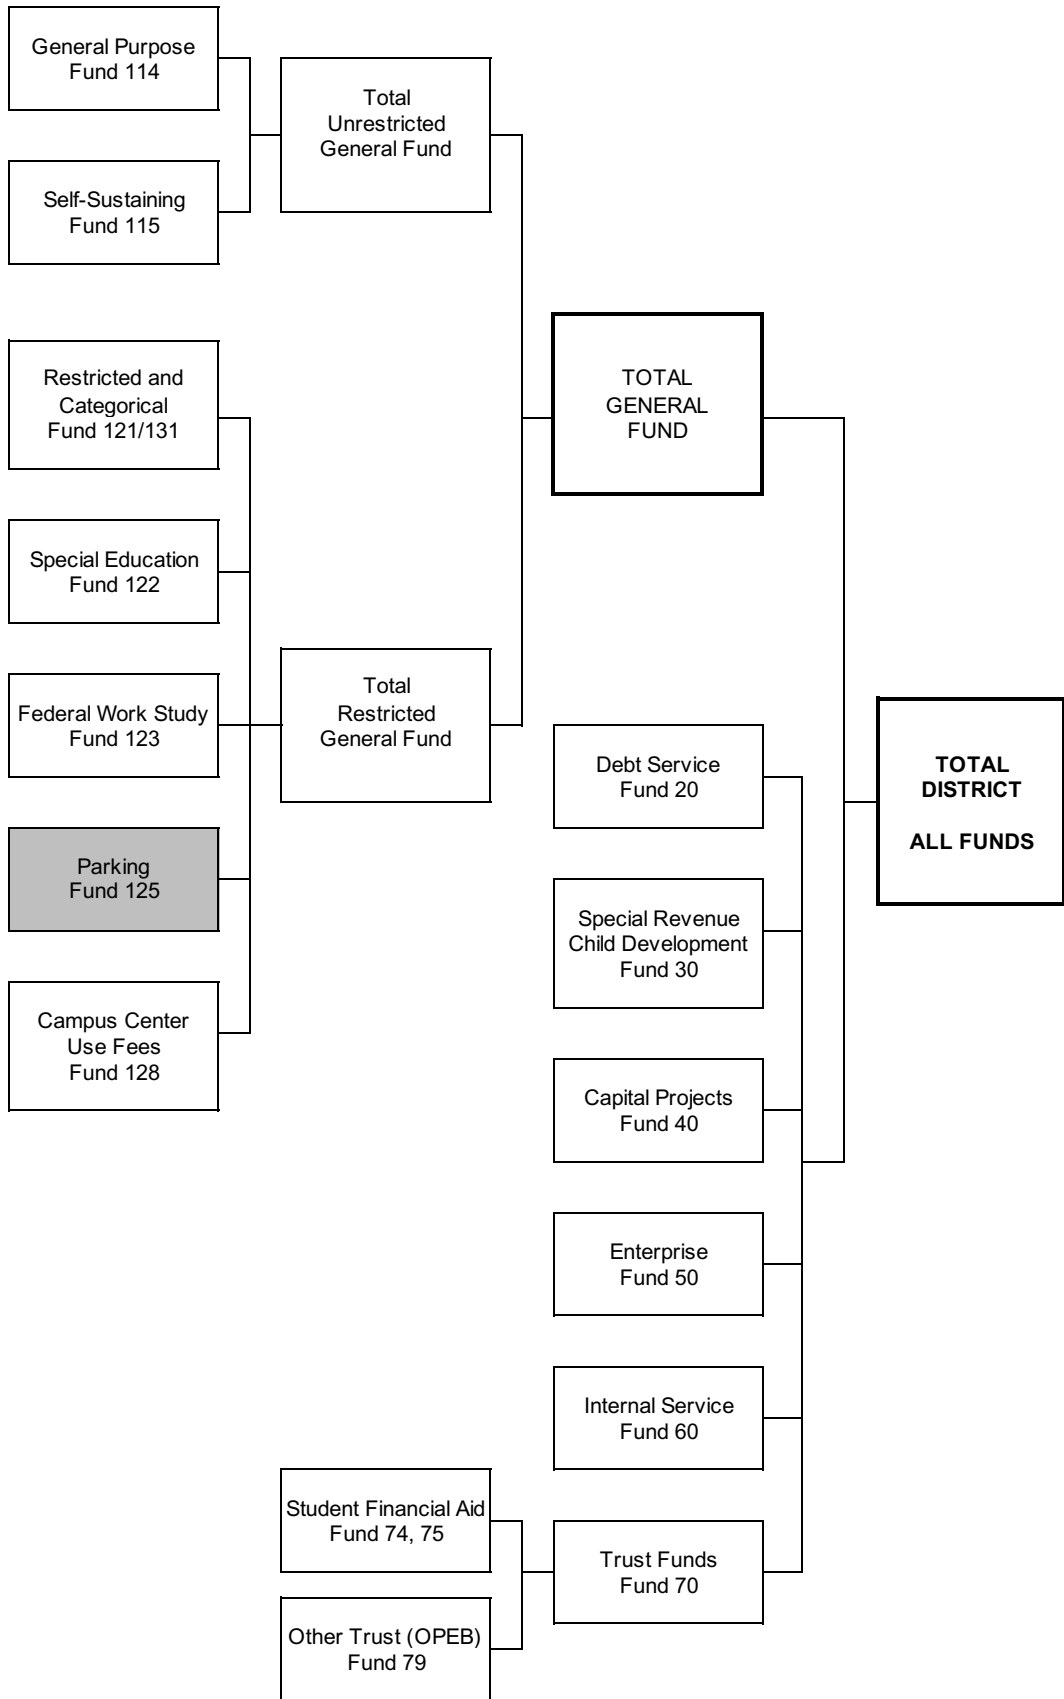 General Purpose
Fund 114
Total
Unrestricted
General Fund
Self-Sustaining
Fund 115
Restricted and
Categorical
Fund 121/131
TOTAL
GENERAL
FUND
Special Education
Fund 122
Federal Work Study
Fund 123
Total
Restricted
General Fund
Debt Service
Fund 20
TOTAL
DISTRICT
ALL FUNDS
Parking
Fund 125
Special Revenue
Child Development
Fund 30
Campus Center
Use Fees
Fund 128
Capital Projects
Fund 40
Enterprise
Fund 50
Internal Service
Fund 60
Student Financial Aid
Fund 74, 75
Trust Funds
Fund 70
Other Trust (OPEB)
Fund 79